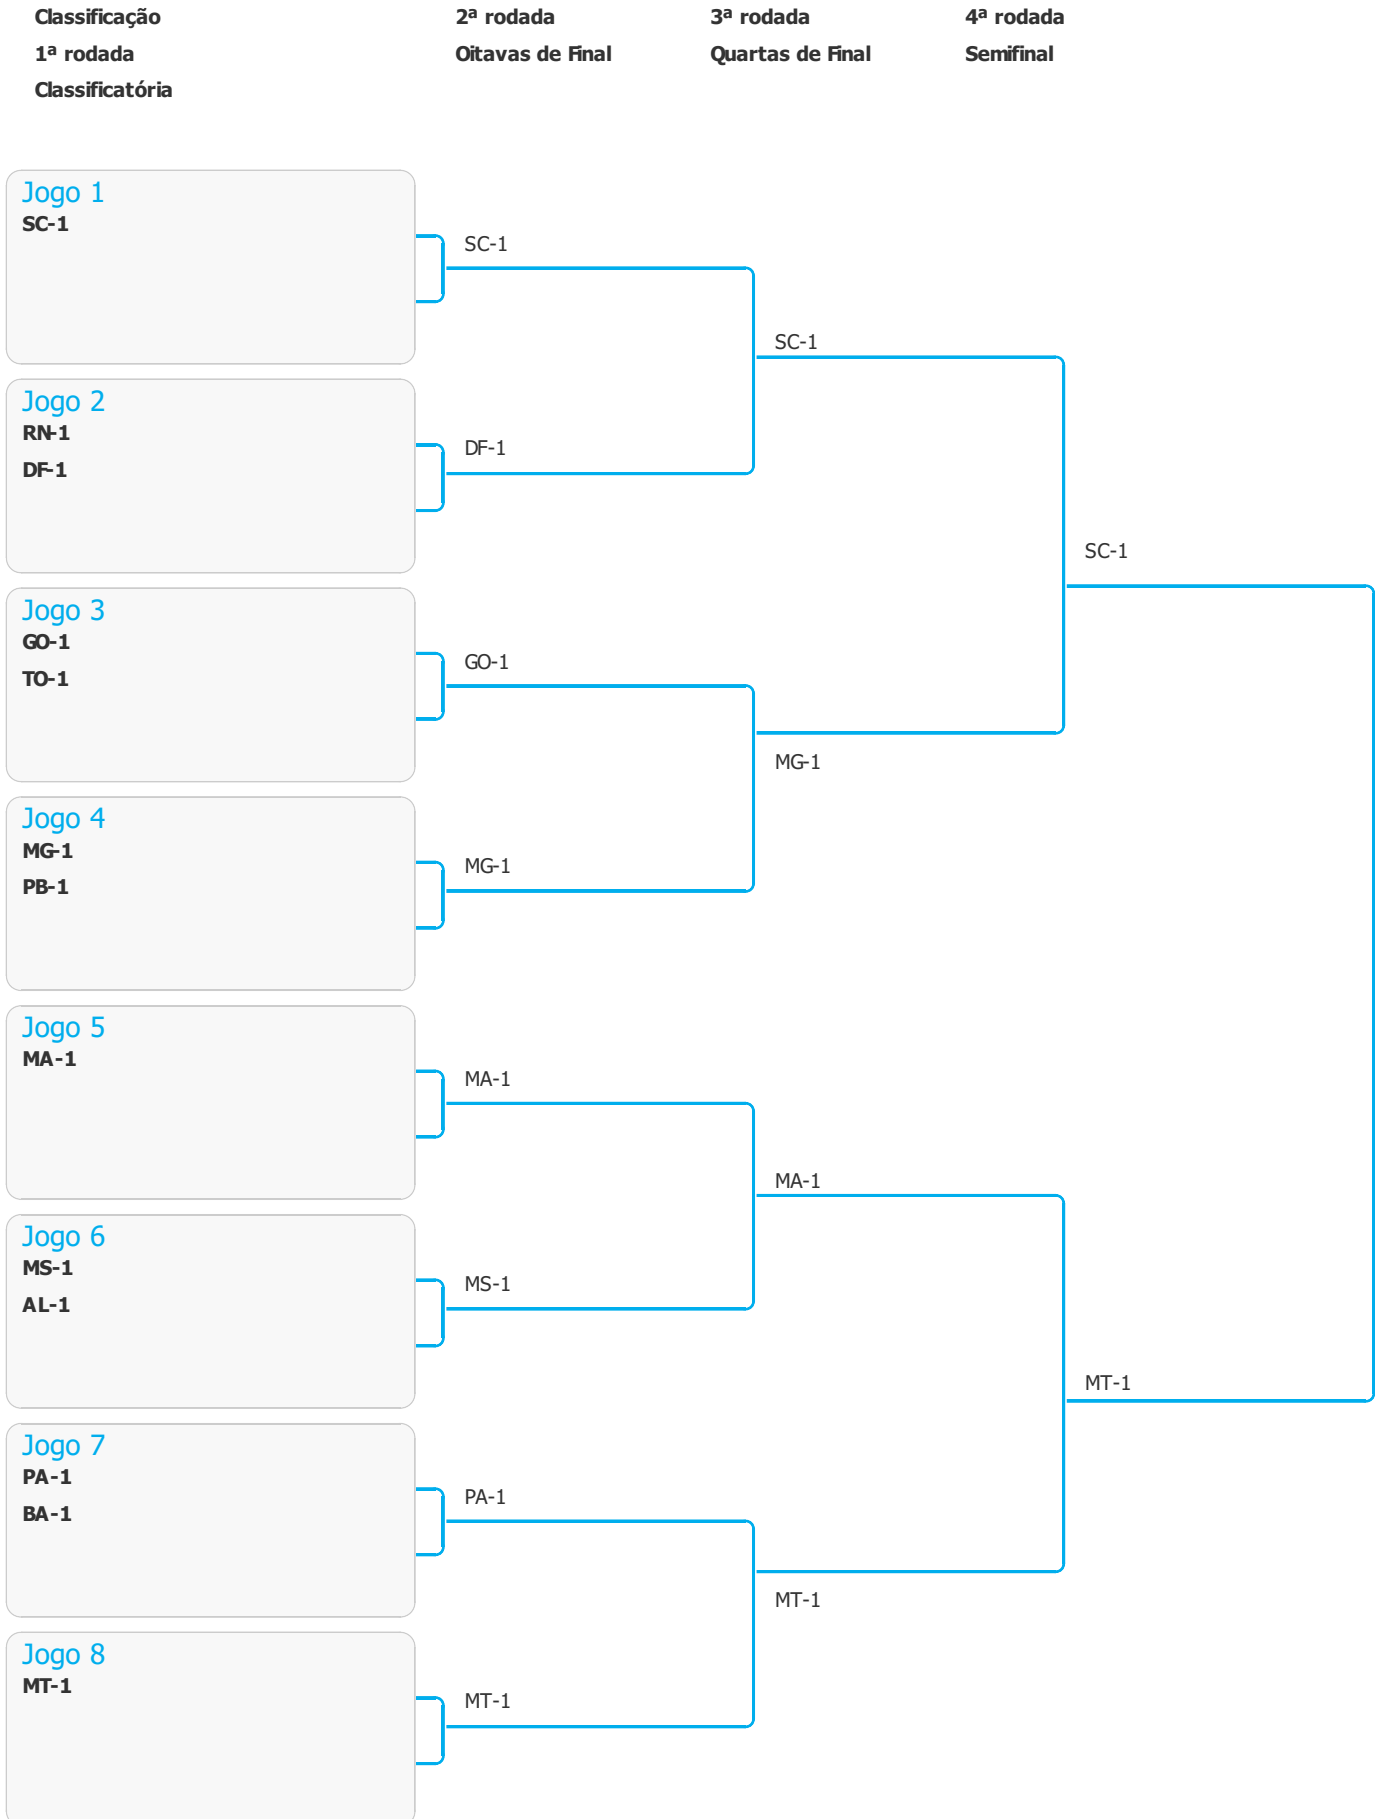 Classificação
1ª rodada
Classificatória
2ª rodada
Oitavas de Final
3ª rodada
Quartas de Final
4ª rodada
Semifinal
Jogo 1
SC-1
Jogo 2
RN-1
DF-1
Jogo 3
GO-1
TO-1
Jogo 4
MG-1
PB-1
Jogo 5
MA-1
Jogo 6
MS-1
AL-1
Jogo 7
PA-1
BA-1
Jogo 8
MT-1
SC-1
DF-1
GO-1
MG-1
MA-1
MS-1
PA-1
MT-1
SC-1
MG-1
MA-1
MT-1
SC-1
MT-1